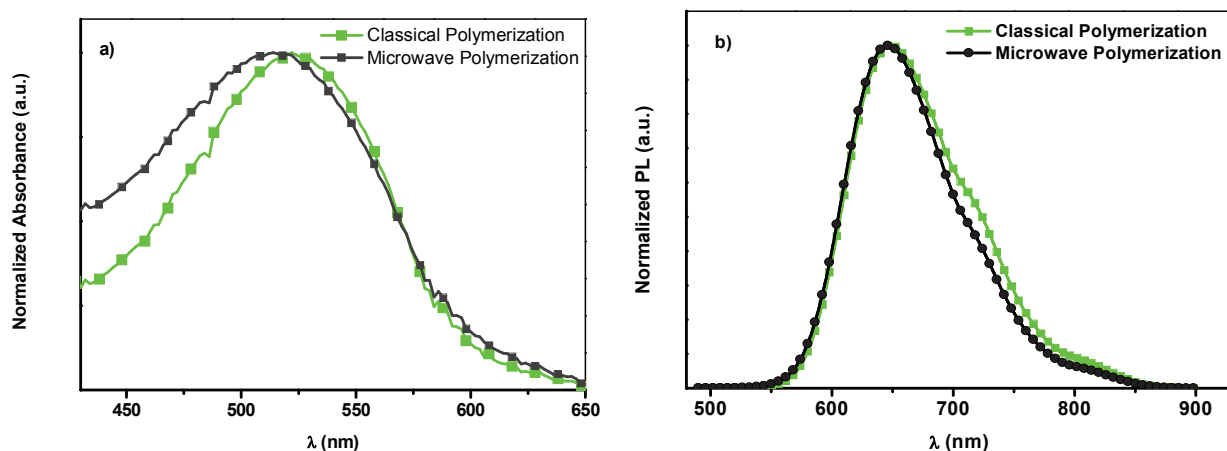 a)
Classical Polymerization
Microwave Polymerization
Normalized Absorbance (a.u.)
450 500 550 600 650
λ (nm)
b)
Classical Polymerization
Microwave Polymerization
Normalized PL (a.u.)
500 600 700 800 900
λ (nm)